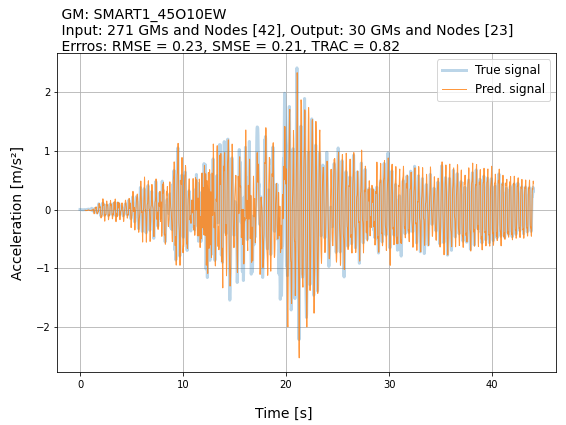 GM: SMART1_45O10EW
Input: 271 GMs and Nodes [42], Output: 30 GMs and Nodes [23]
Errros: RMSE = 0.23, SMSE = 0.21, TRAC = 0.82
True signal
Pred. signal
Acceleration [m/s²]
2
1
0
−1
−2
0 10 20 30 40
Time [s]